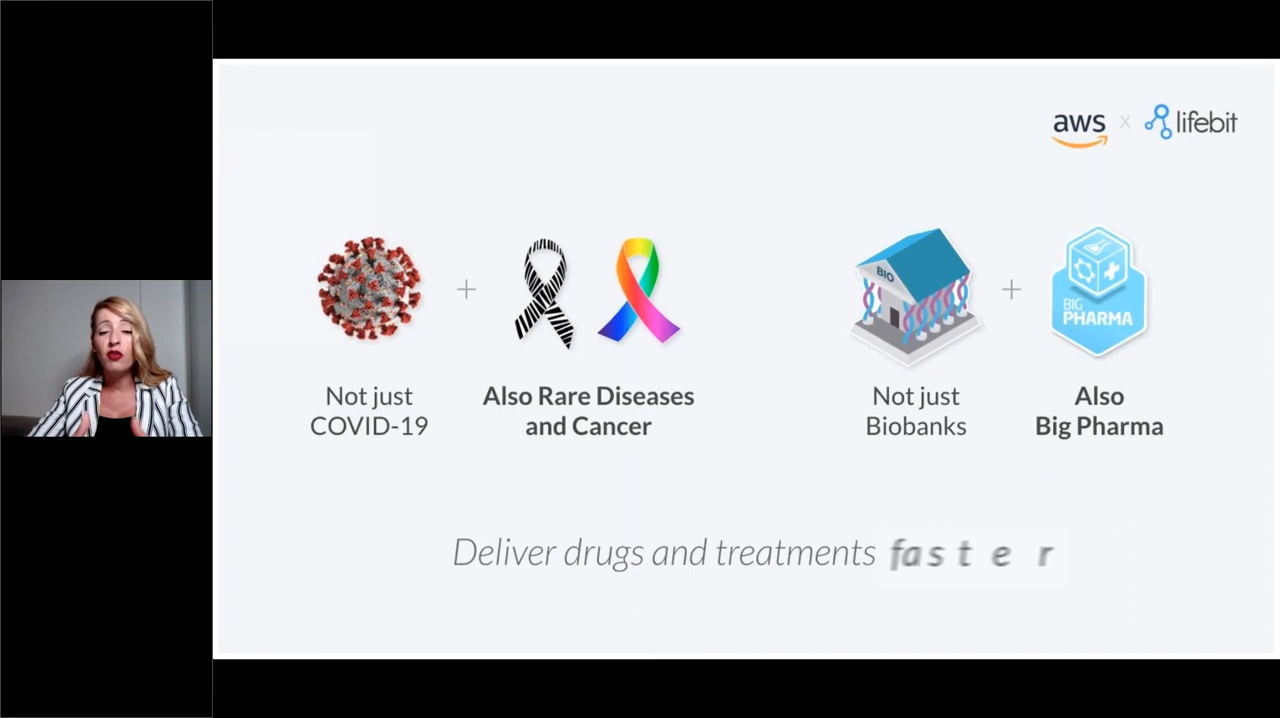 aws x lifebit
BIO
BIG
PHARMA
Not just
COVID-19
Also Rare Diseases
and Cancer
Not just
Biobanks
Also
Big Pharma
Deliver drugs and treatments faster